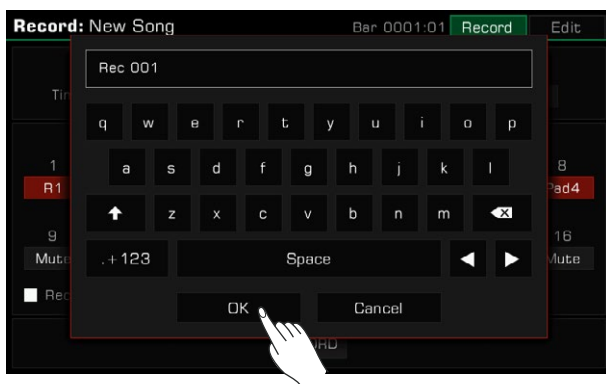 Record: New Song Bar 0001:01 Record Edit
Rec 001
q w e r t y u i o p
1 a s d f g h j k l 8
R1 Pad4
z x c v b n m
9 16
Mute .+123 Space Mute
Rec
OK Cancel